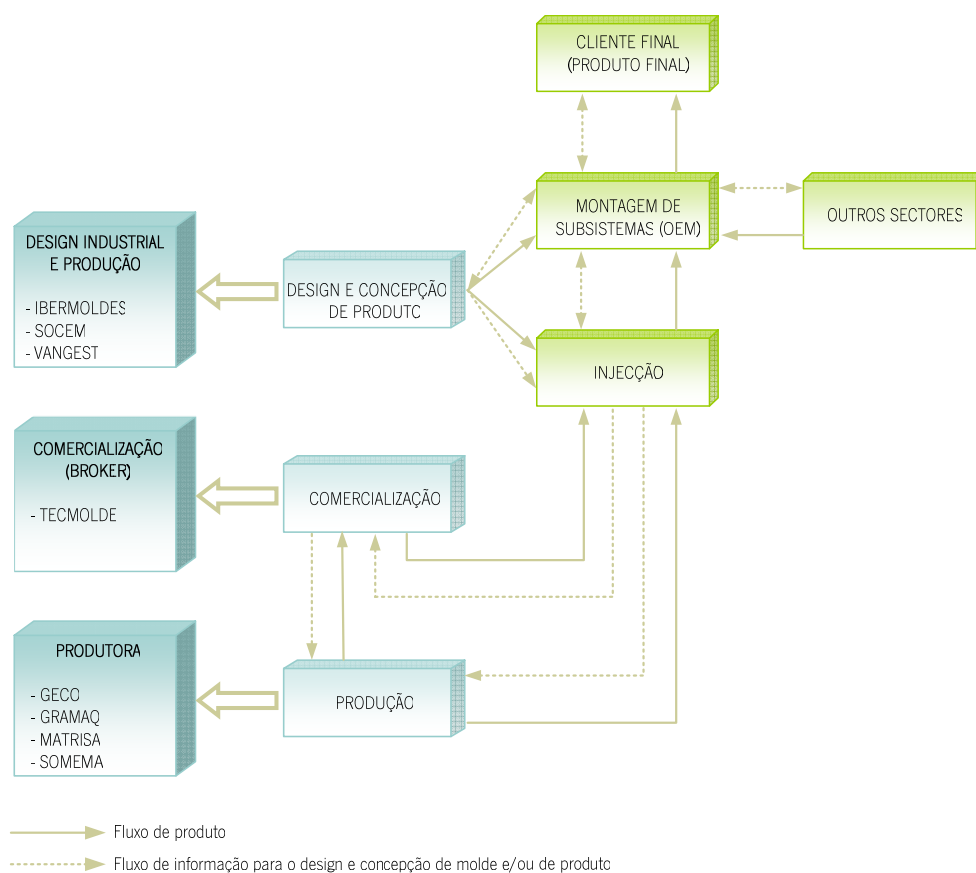 CLIENTE FINAL
(PRODUTO FINAL)
MONTAGEM DE
SUBSISTEMAS (OEM)
OUTROS SECTORES
DESIGN INDUSTRIAL
E PRODUÇÃO
- IBERMOLDES
- SOCEM
- VANGEST
DESIGN E CONCEPÇÃO
DE PRODUTO
INJECÇÃO
COMERCIALIZAÇÃO
(BROKER)
- TECMOLDE
COMERCIALIZAÇÃO
PRODUTORA
- GECO
- GRAMAQ
- MATRISA
- SOMEMA
PRODUÇÃO
Fluxo de produto
Fluxo de informação para o design e concepção de molde e/ou de produto